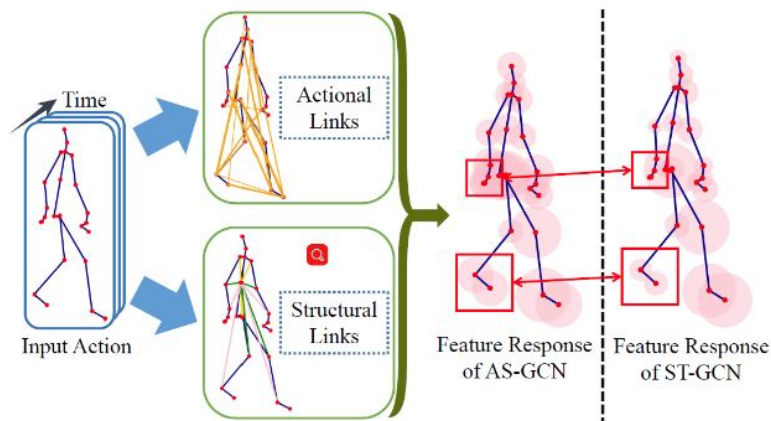 Time
Input Action
Actional
Links
Structural
Links
Feature Response
of AS-GCN
Feature Response
of ST-GCN